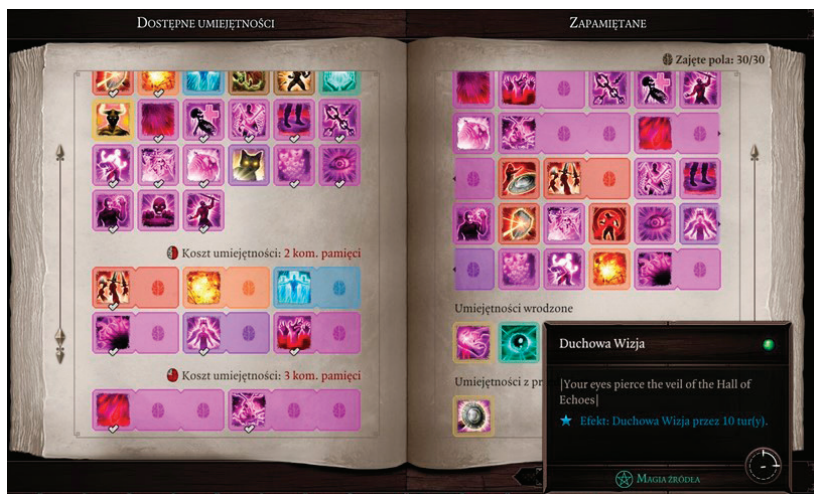 DOSTĘPNE UMIEJĘTNOŚCI
Koszt umiejętności: 2 kom. pamięci
Koszt umiejętności: 3 kom. pamięci
ZAPAMIĘTANE
Zajęte pola: 30/30
Umiejętności wrodzone
Umiejętności z
Duchowa Wizja
|Your eyes pierce the veil of the Hall of
Echoes|
Efekt: Duchowa Wizja przez 10 tur(y).
MAGIA ŹRÓDŁA